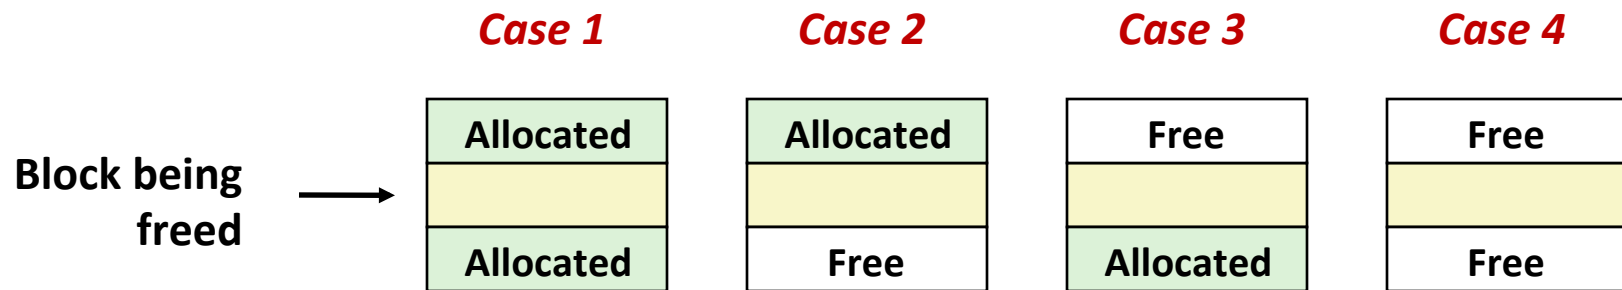 Case 1 Case 2 Case 3 Case 4
Allocated Allocated Free Free
Block being
freed
Allocated Free Allocated Free